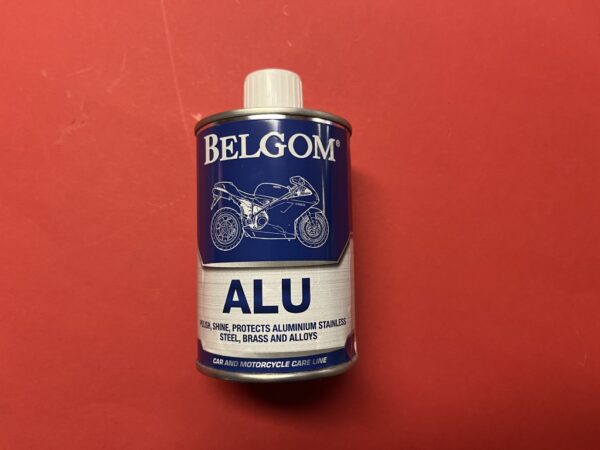 BELGOM®
ALU
POLISH, SHINE, PROTECTS ALUMINIUM STAINLESS
STEEL, BRASS AND ALLOYS
CAR AND MOTORCYCLE CARE LINE